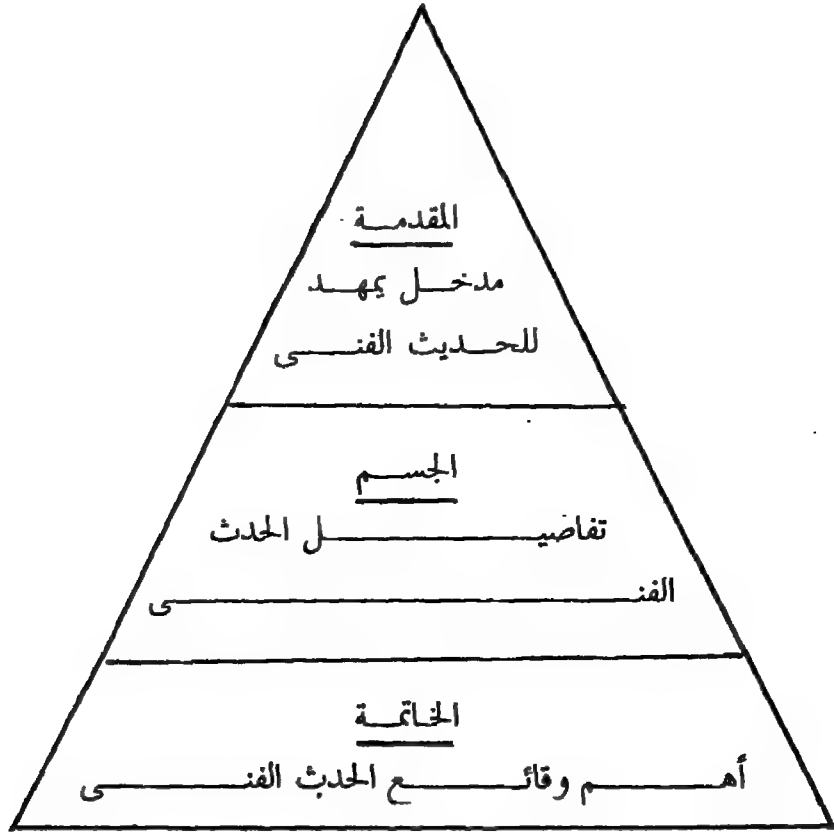 المقدمة
مدخل يمهد
للحديث الفنى
الجسم
تفاصيل الحدث
الفنى
الخاتمة
أهم وقائع الحدث الفنى